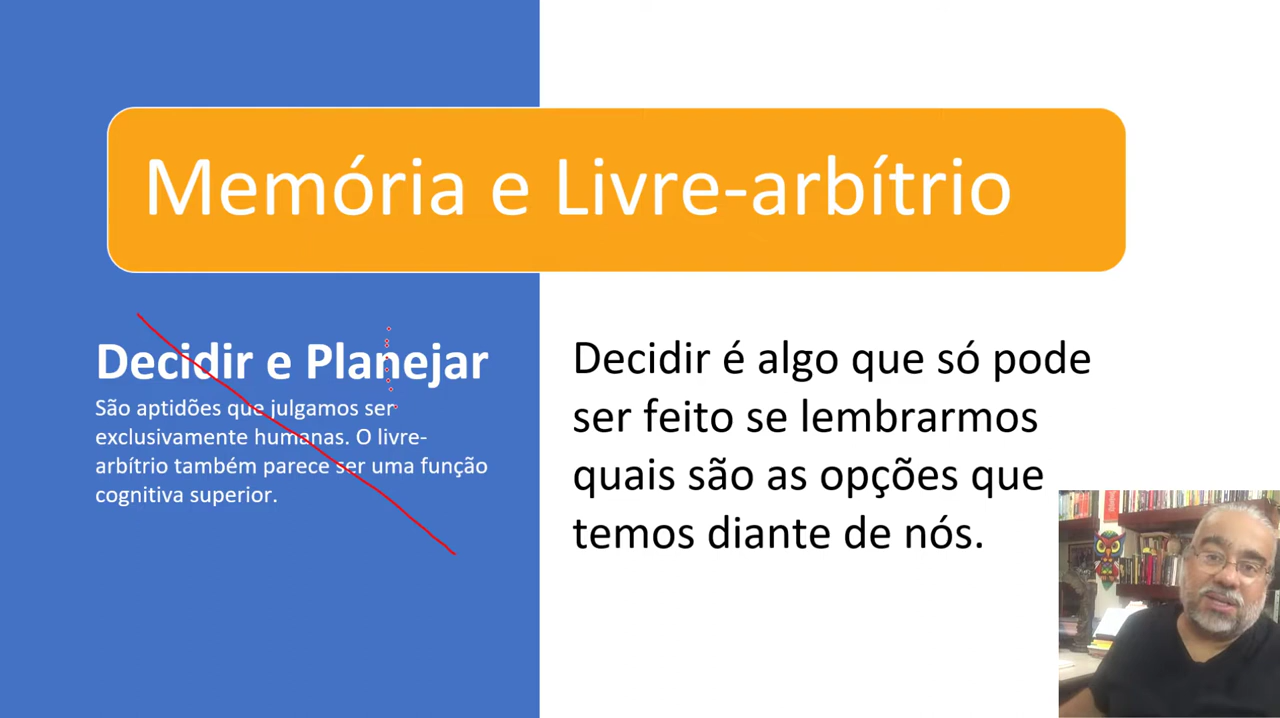 Memória e Livre-arbítrio
Decidir e Planejar
São aptidões que julgamos ser
exclusivamente humanas. O livre-
arbítrio também parece ser uma função
cognitiva superior.
Decidir é algo que só pode
ser feito se lembrarmos
quais são as opções que
temos diante de nós.